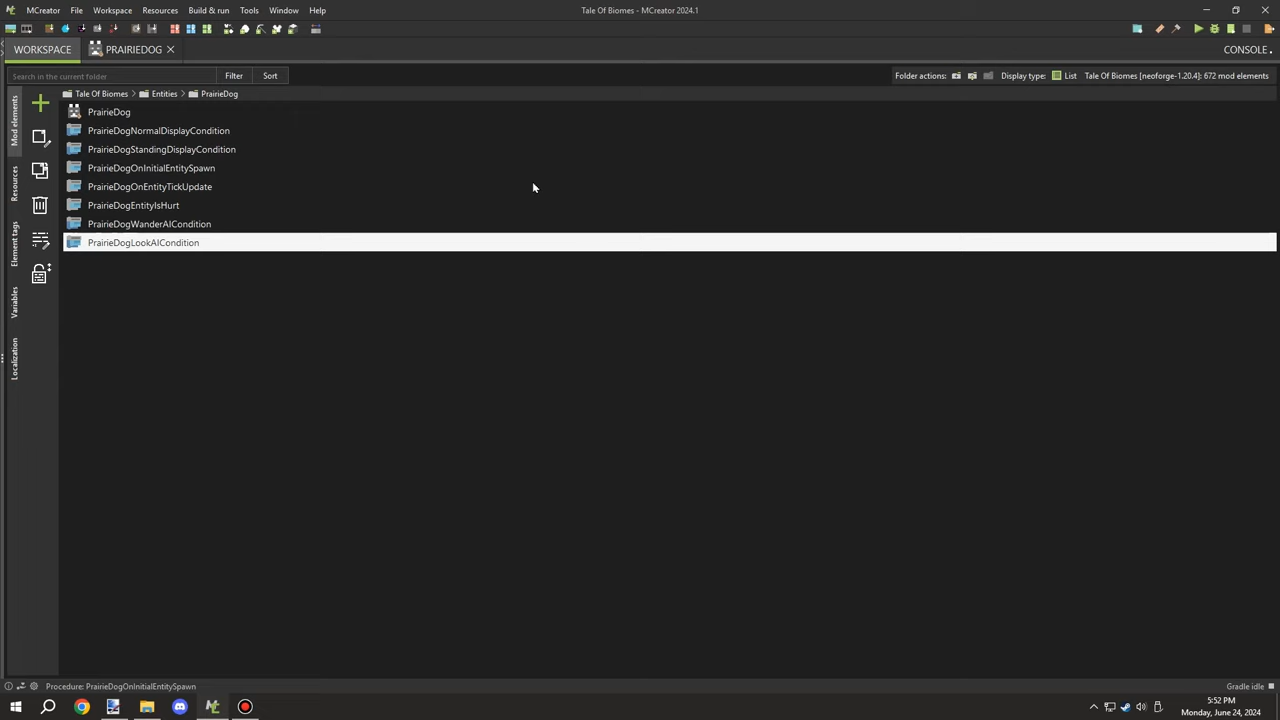 MCreator File Workspace Resources Build & run Tools Window Help Tale Of Biomes - MCreator 2024.1
WORKSPACE PRAIRIEDOG CONSOLE
Search in the current folder Filter Sort Folder actions: Display type: List Tale Of Biomes [neoforge-1.20.4]: 672 mod elements
Tale Of Biomes Entities PrairieDog
Mod elements
Resources
Element tags
Variables
Localization
PrairieDog
PrairieDogNormalDisplayCondition
PrairieDogStandingDisplayCondition
PrairieDogOnInitialEntitySpawn
PrairieDogOnEntityTickUpdate
PrairieDogEntityIsHurt
PrairieDogWanderAICondition
PrairieDogLookAICondition
Procedure: PrairieDogOnInitialEntitySpawn Gradle idle
5:52 PM
Monday, June 24, 2024